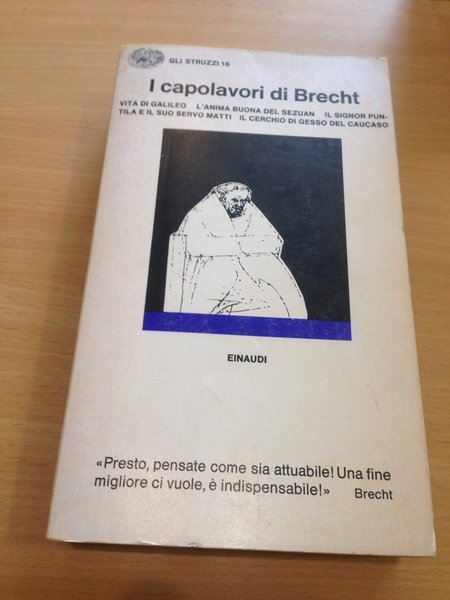 GLI STRUZZI 16
I capolavori di Brecht
VITA DI GALILEO L'ANIMA BUONA DEL SEZUAN IL SIGNOR PUN-
TILA E IL SUO SERVO MATTI IL CERCHIO DI GESSO DEL CAUCASO
EINAUDI
«Presto, pensate come sia attuabile! Una fine
migliore ci vuole, è indispensabile!» Brecht